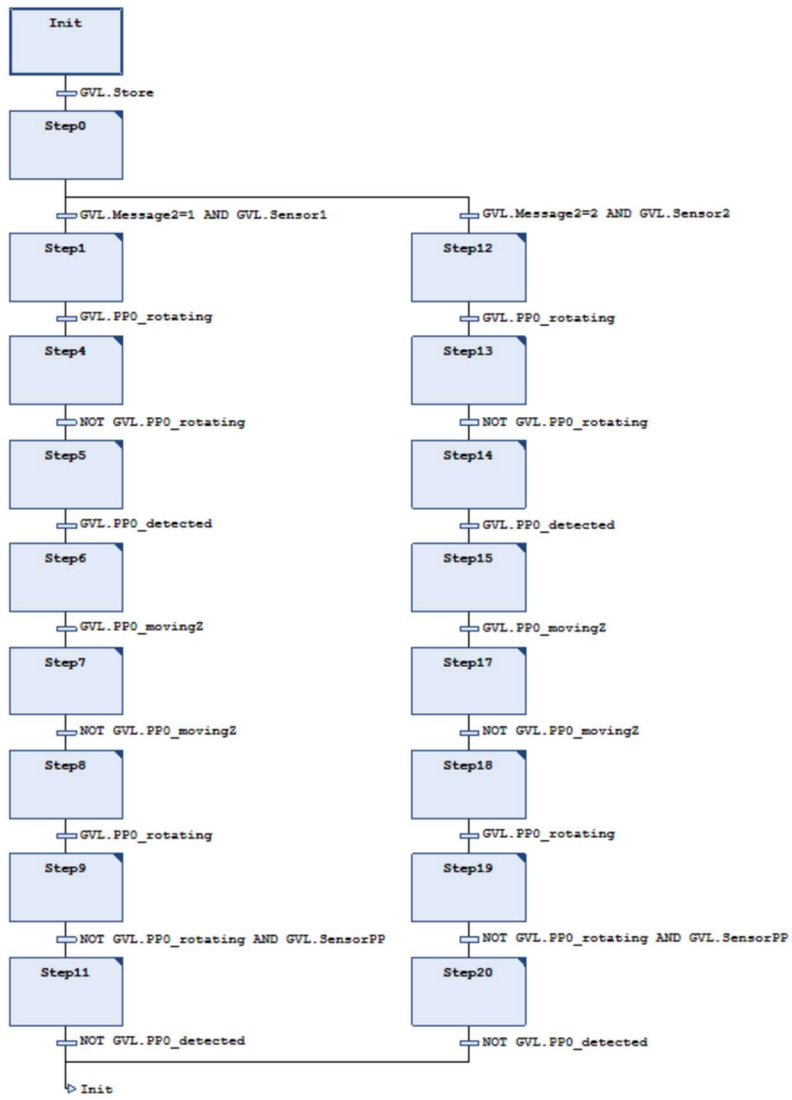 Init
GVL.Store
Step0
GVL.Message2=1 AND GVL.Sensor1
Step1
GVL.PP0_rotating
Step4
NOT GVL.PP0_rotating
Step5
GVL.PP0_detected
Step6
GVL.PP0_movingZ
Step7
NOT GVL.PP0_movingZ
Step8
GVL.PP0_rotating
Step9
NOT GVL.PP0_rotating AND GVL.SensorPP
Step11
NOT GVL.PP0_detected
Init
GVL.Message2=2 AND GVL.Sensor2
Step12
GVL.PP0_rotating
Step13
NOT GVL.PP0_rotating
Step14
GVL.PP0_detected
Step15
GVL.PP0_movingZ
Step17
NOT GVL.PP0_movingZ
Step18
GVL.PP0_rotating
Step19
NOT GVL.PP0_rotating AND GVL.SensorPP
Step20
NOT GVL.PP0_detected